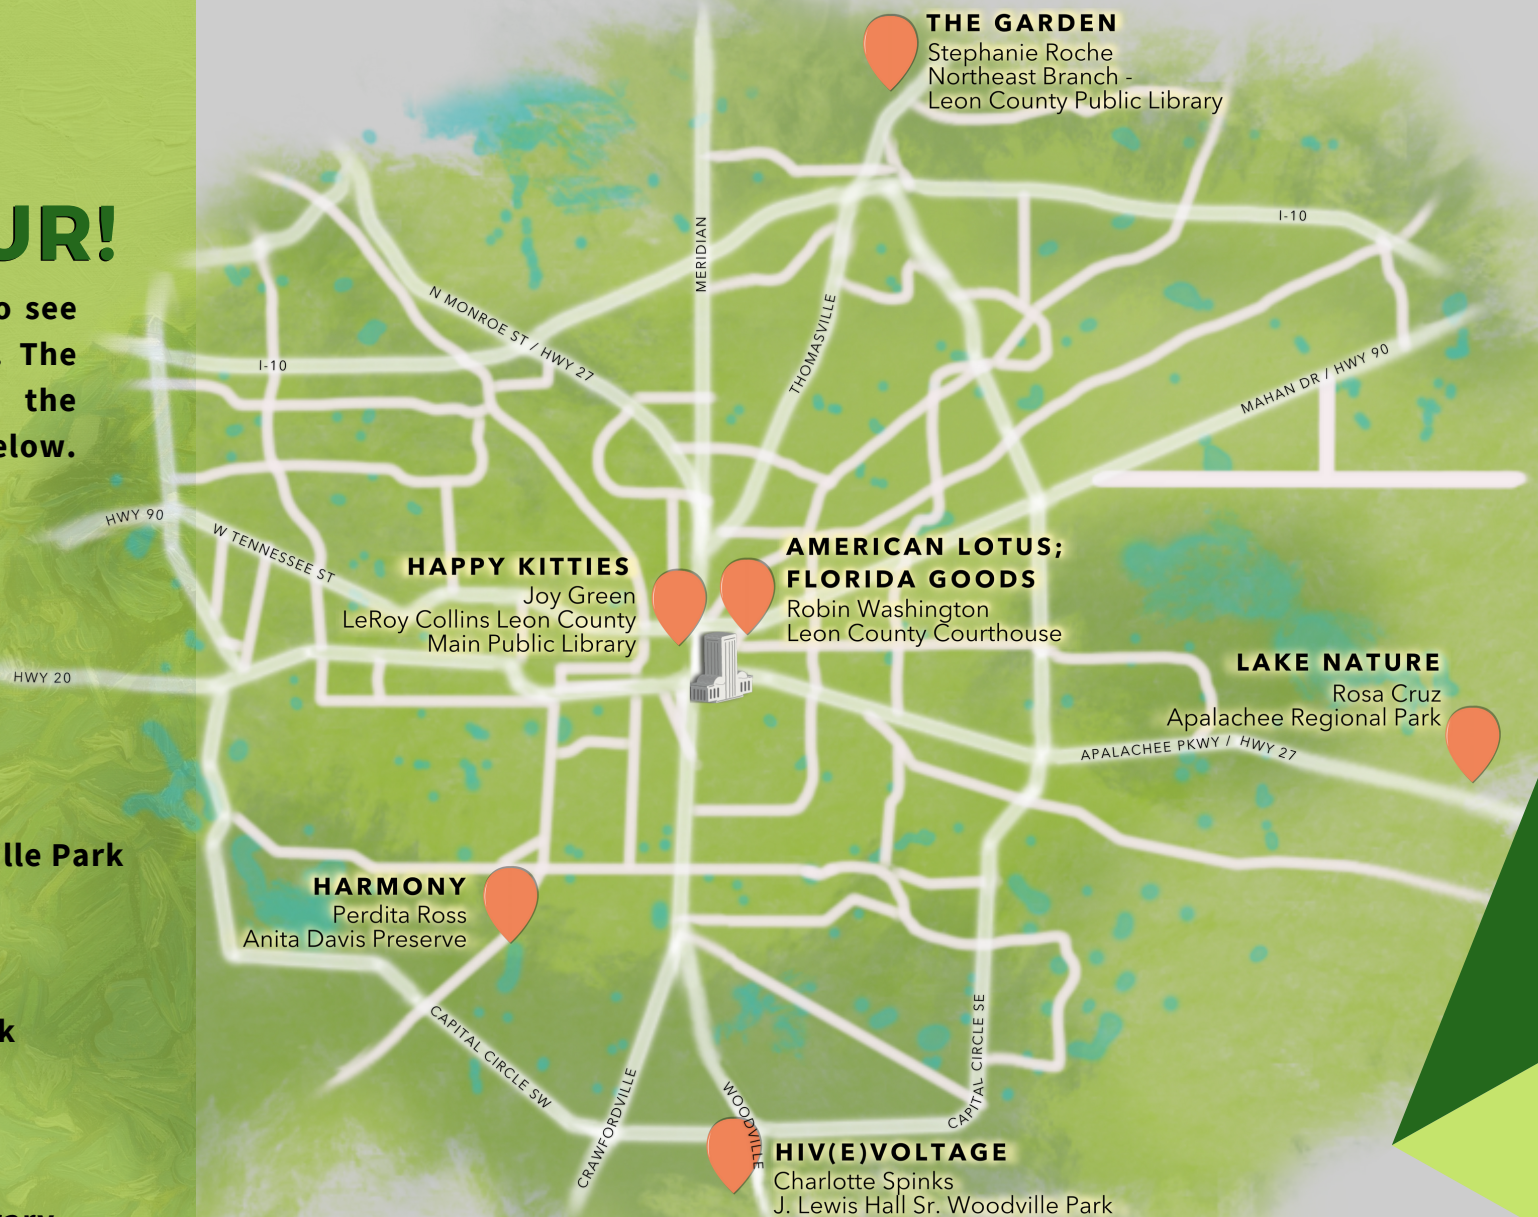 UR!
o see
. The
the
elow.
lle Park
k
THE GARDEN
Stephanie Roche
Northeast Branch -
Leon County Public Library
I-10
MERIDIAN
N MONROE ST / HWY 27
THOMASVILLE
I-10
MAHAN DR / HWY 90
HWY 90
W TENNESSEE ST
HAPPY KITTIES
Joy Green
LeRoy Collins Leon County
Main Public Library
AMERICAN LOTUS;
FLORIDA GOODS
Robin Washington
Leon County Courthouse
HWY 20
LAKE NATURE
Rosa Cruz
Apalachee Regional Park
APALACHEE PKWY / HWY 27
HARMONY
Perdita Ross
Anita Davis Preserve
CAPITAL CIRCLE SW
CAPITAL CIRCLE SE
CRAWFORDVILLE
WOODVILLE
HIV(E)VOLTAGE
Charlotte Spinks
J. Lewis Hall Sr. Woodville Park